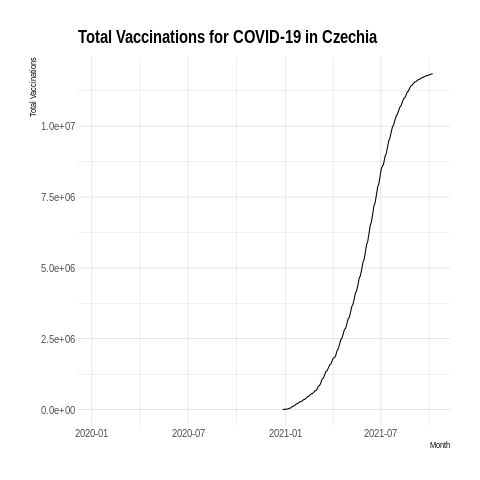 Total Vaccinations for COVID-19 in Czechia
Total Vaccinations
1.0e+07
7.5e+06
5.0e+06
2.5e+06
0.0e+00
2020-01 2020-07 2021-01 2021-07
Month